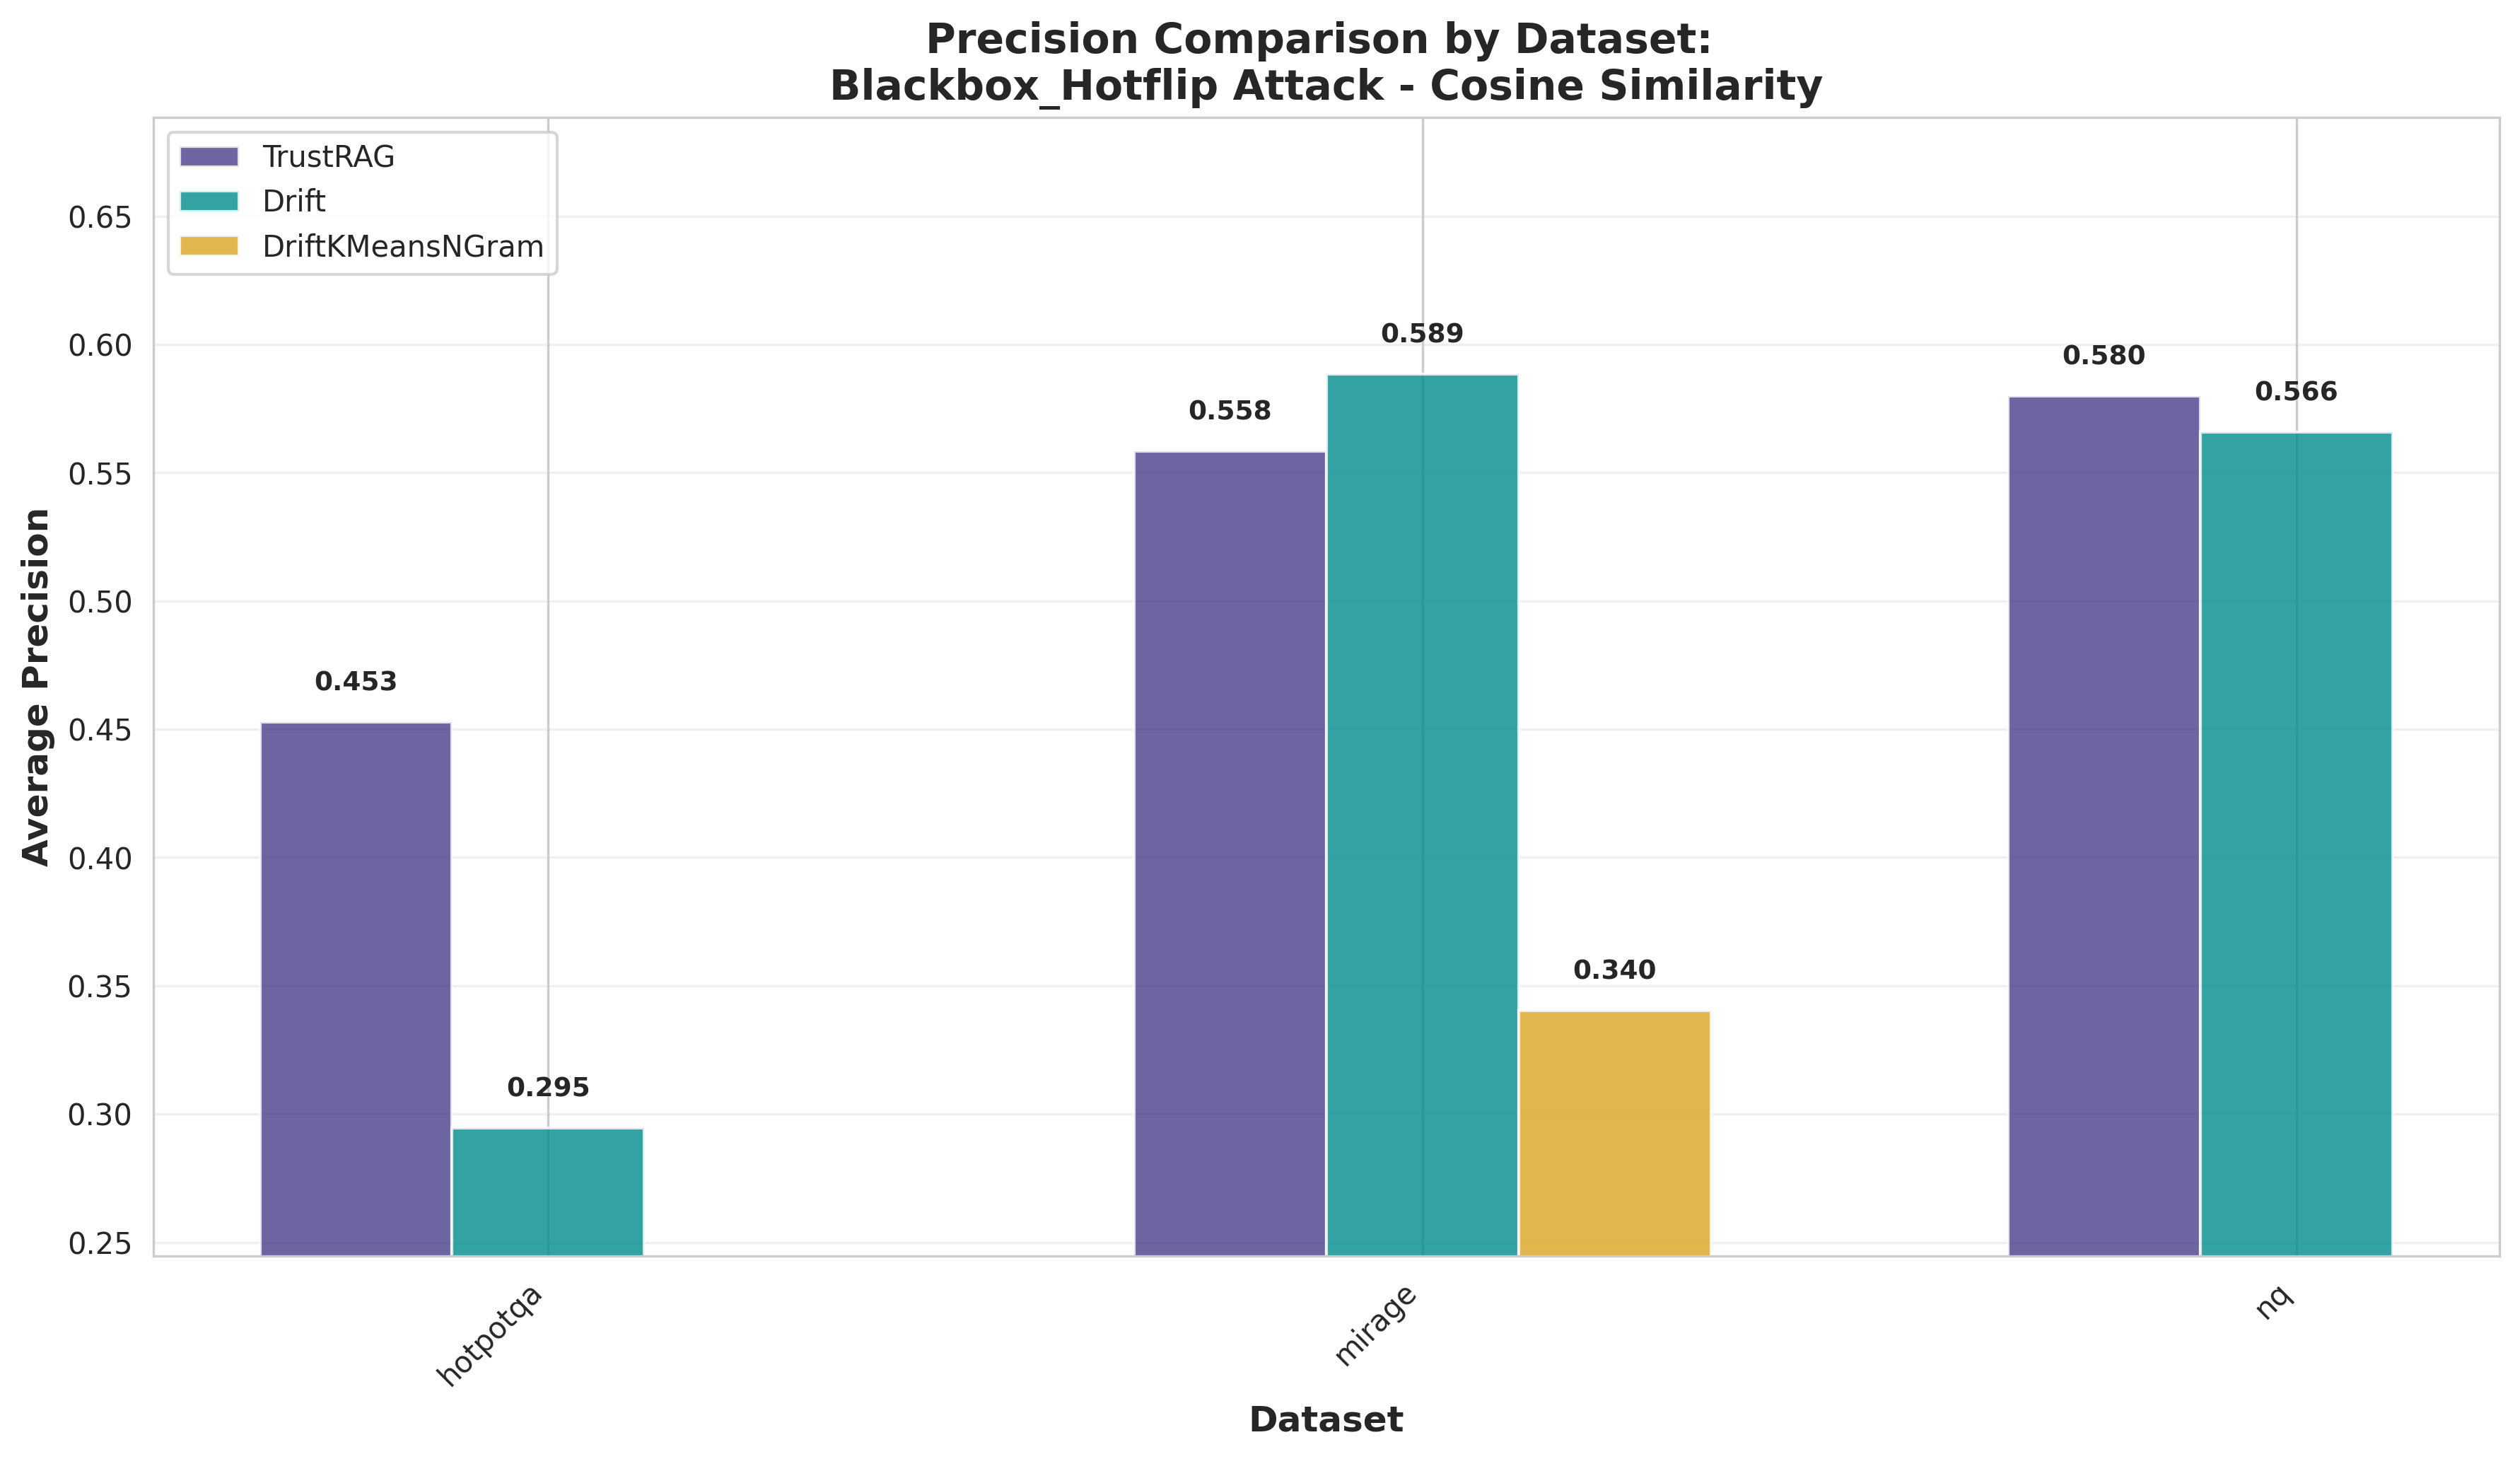 Precision Comparison by Dataset:
Blackbox_Hotflip Attack - Cosine Similarity
TrustRAG
Drift
DriftKMeansNGram
Average Precision
0.65
0.60
0.55
0.50
0.45
0.40
0.35
0.30
0.25
0.453
0.295
0.558
0.589
0.340
0.580
0.566
hotpotqa
mirage
nq
Dataset